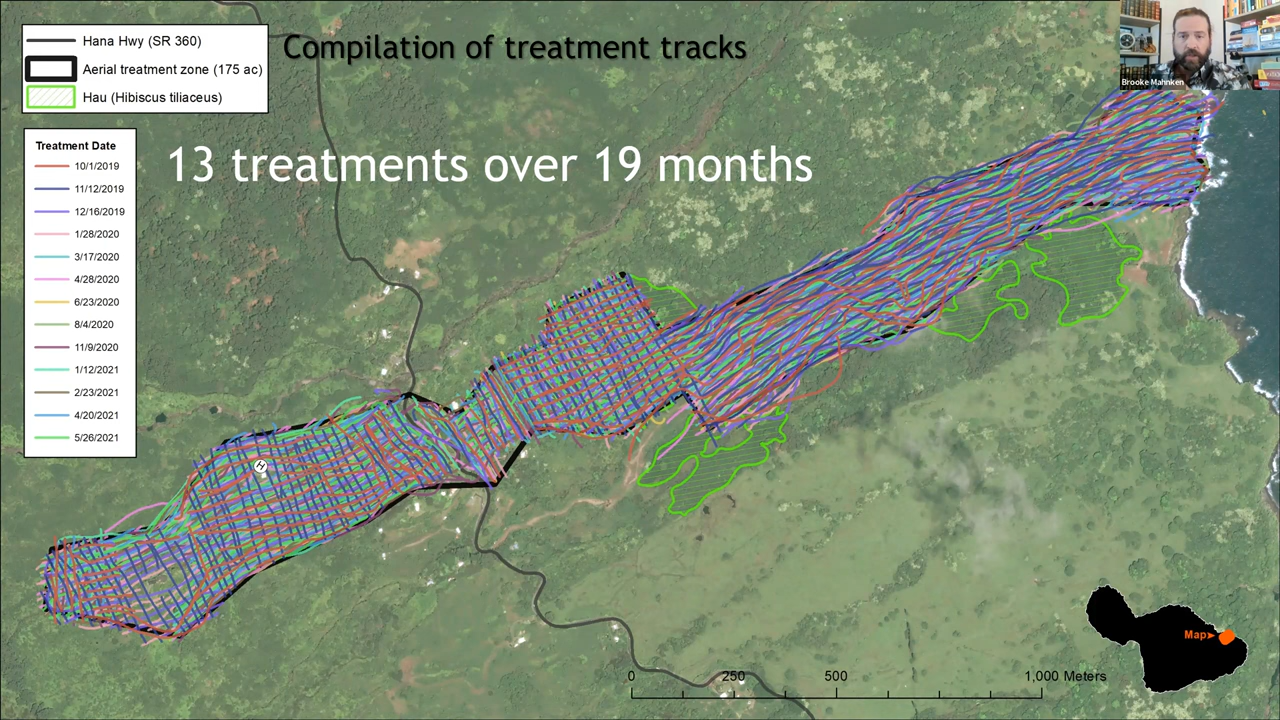 Hana Hwy (SR 360)
Aerial treatment zone (175 ac)
Hau (Hibiscus tiliaceus)
Compilation of treatment tracks
Brooke Mahnken
13 treatments over 19 months
Treatment Date
10/1/2019
11/12/2019
12/16/2019
1/28/2020
3/17/2020
4/28/2020
6/23/2020
8/4/2020
11/9/2020
1/12/2021
2/23/2021
4/20/2021
5/26/2021
H
Map
0 250 500 1,000 Meters